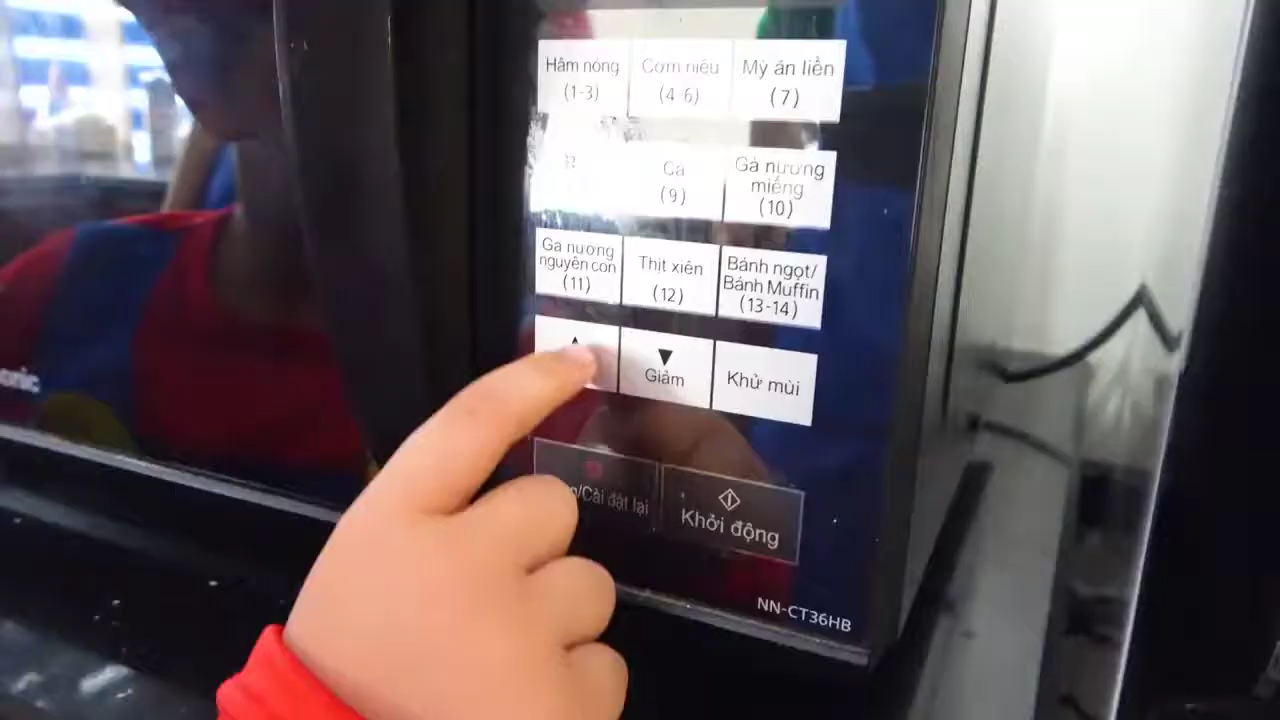 Hâm nóng
(1-3)
Cơm niêu
(4-6)
Mỳ ăn liền
(7)
Cá
(9)
Gà nướng
miếng
(10)
Gà nướng
nguyên con
(11)
Thịt xiên
(12)
Bánh ngọt/
Bánh Muffin
(13-14)
▲
▼
Giảm
Khử mùi
/Cài đặt lại
Khởi động
NN-CT36HB